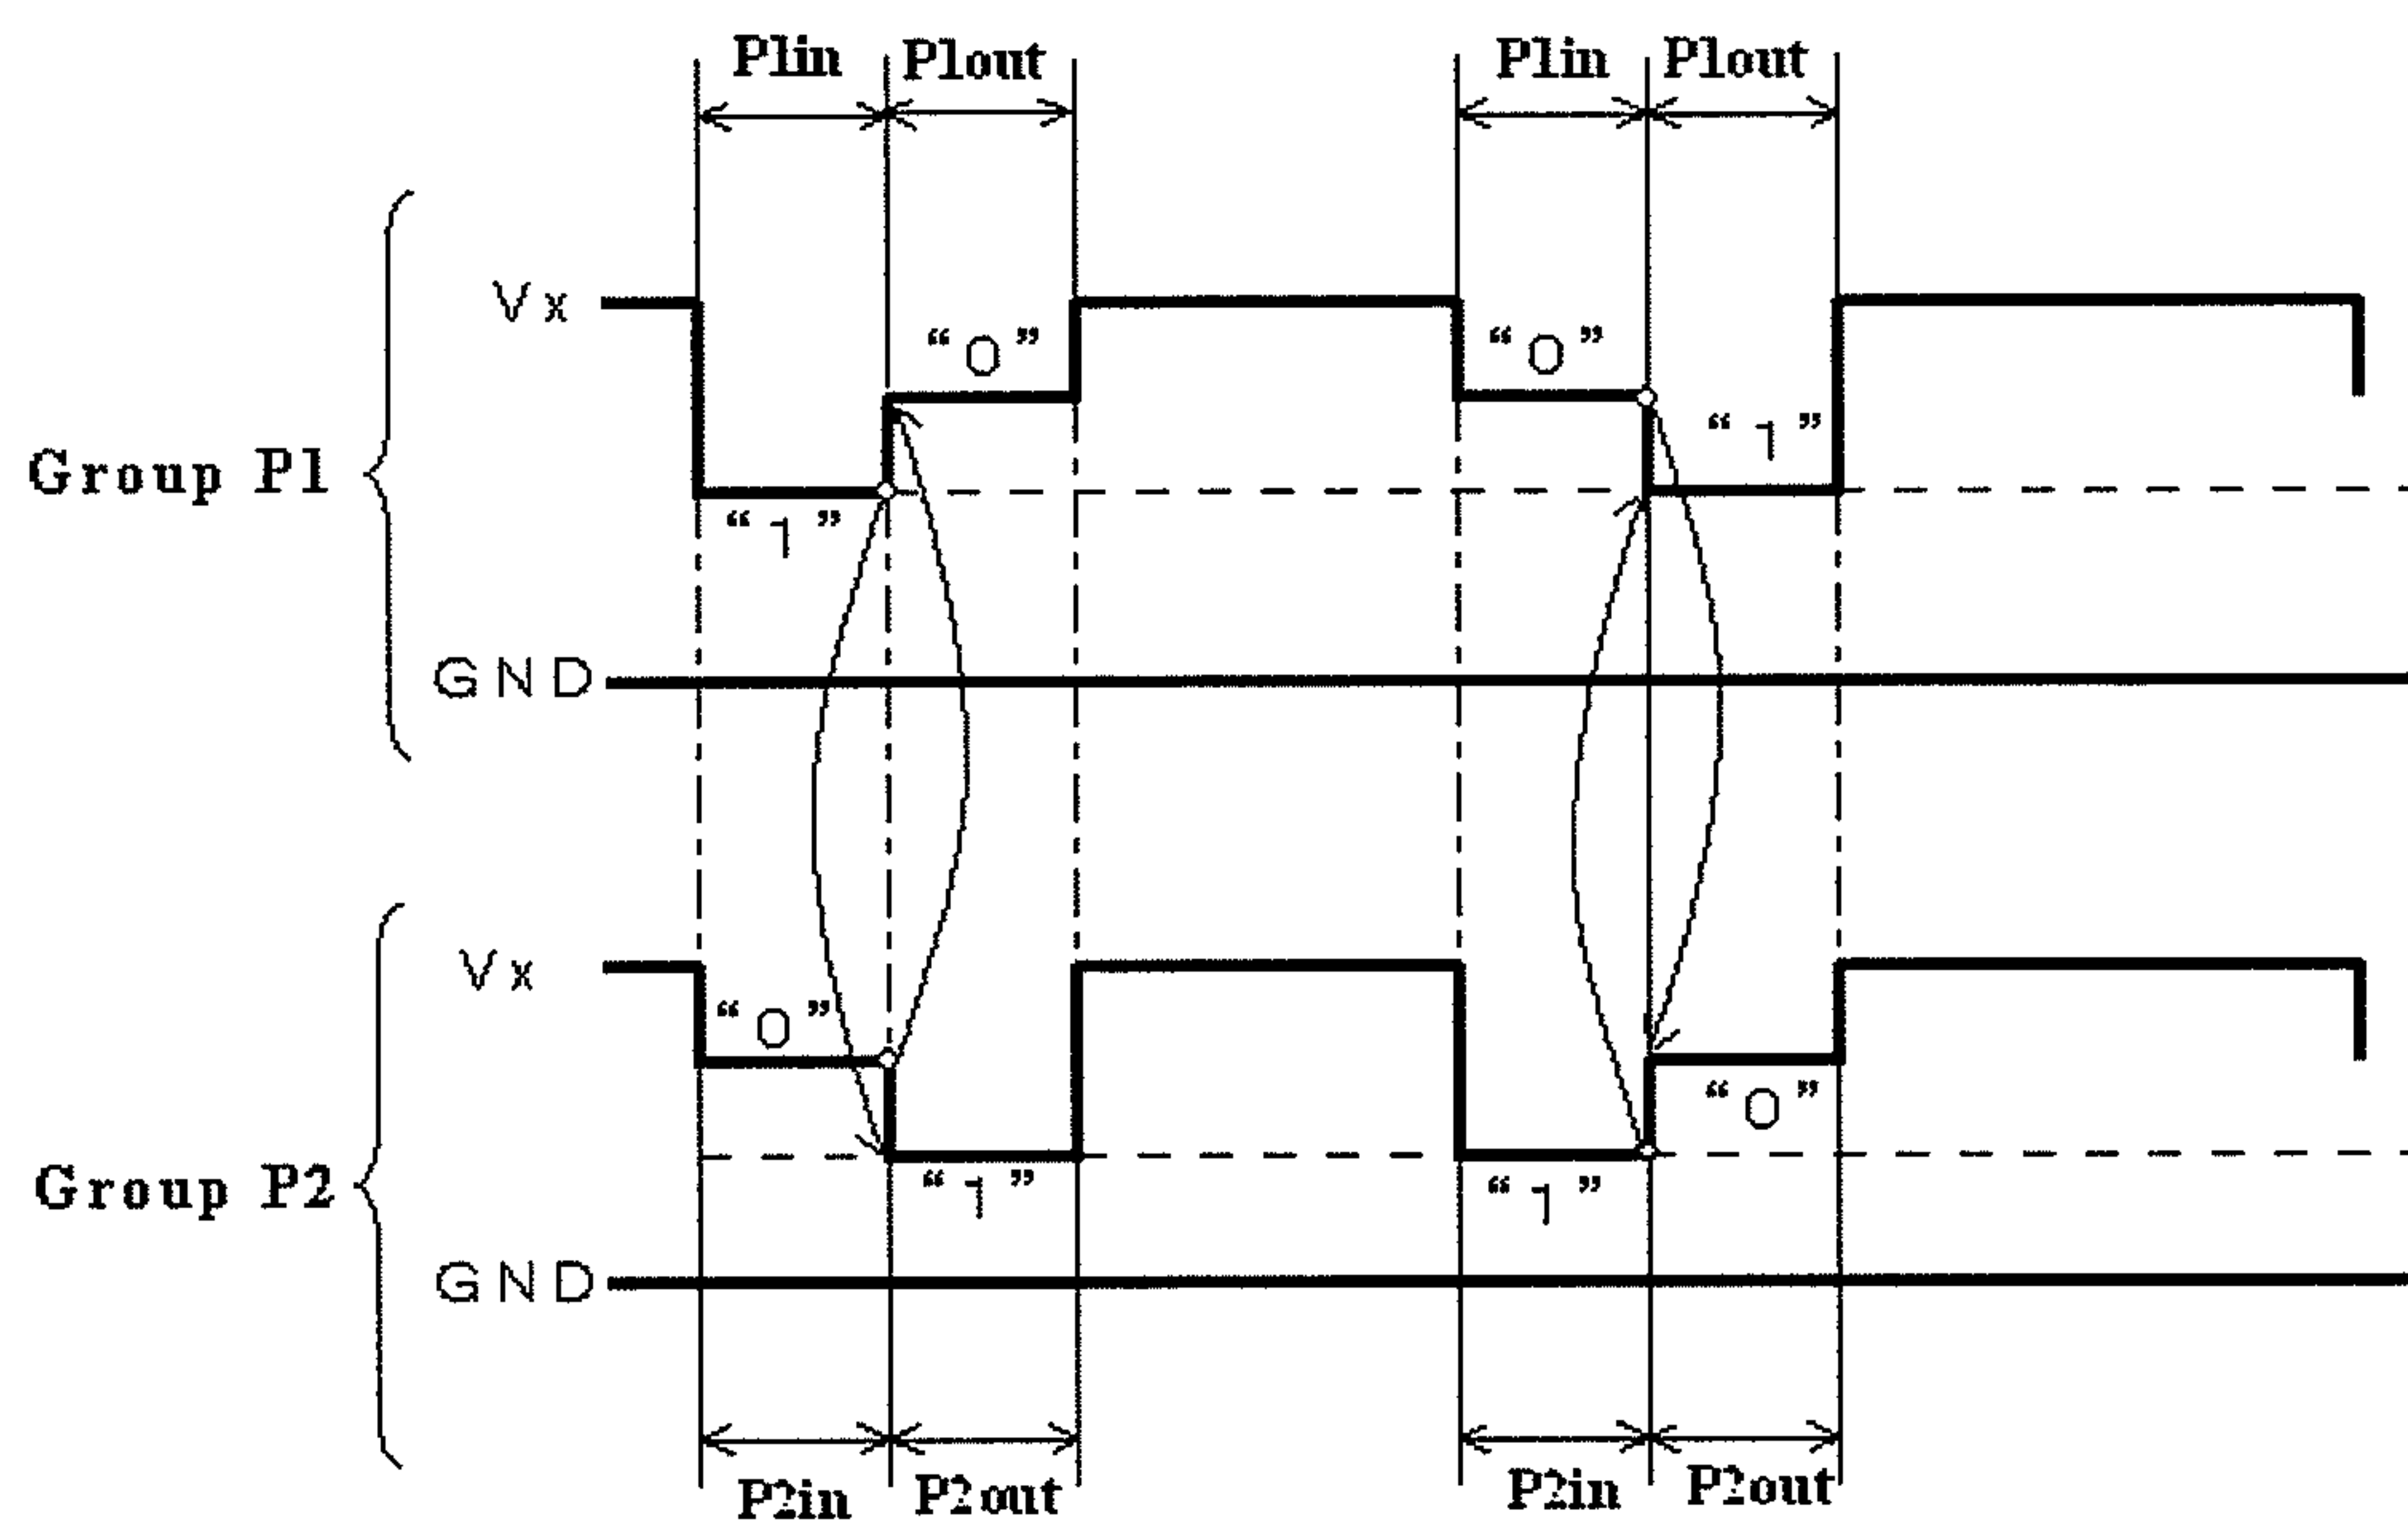 P1in P1out P1in P1out
Vx
“0” “0”
“1”
Group P1
“1”
GND
Vx
“0”
“0”
Group P2
“1” “1”
GND
P2in P2out P2in P2out